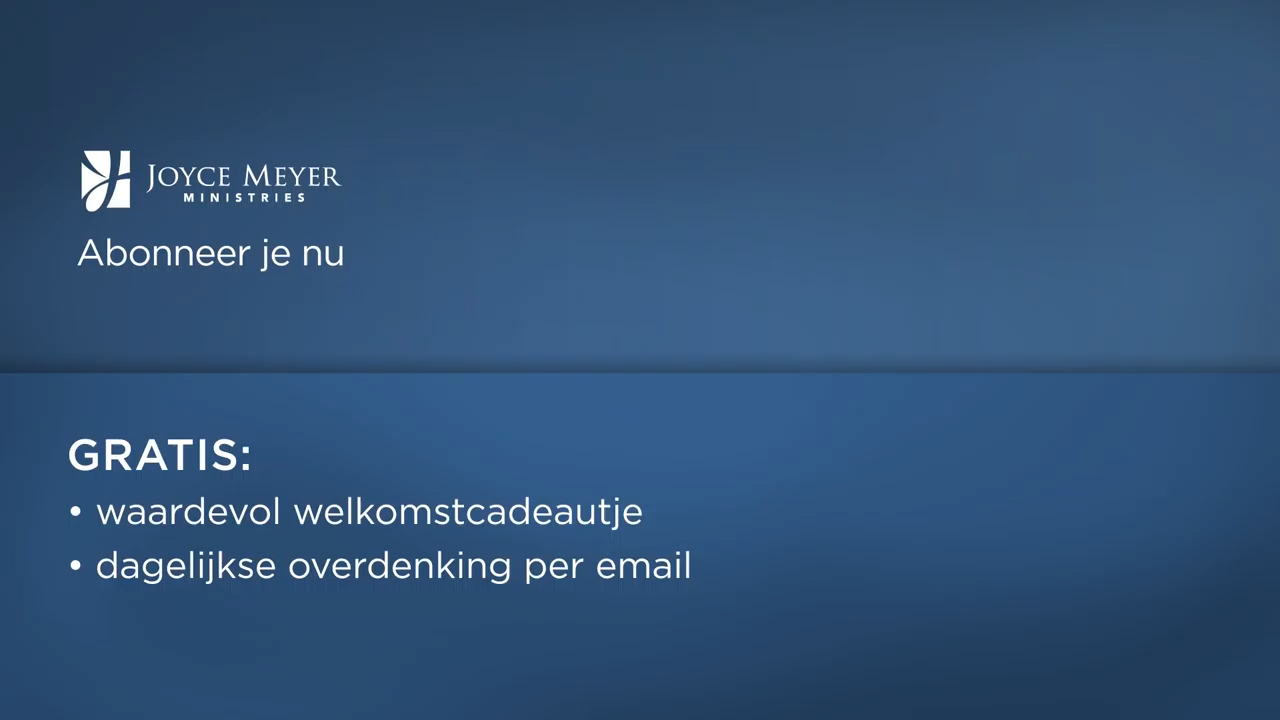 JOYCE MEYER
MINISTRIES
Abonneer je nu
GRATIS:
• waardevol welkomstcadeautje
• dagelijkse overdenking per email